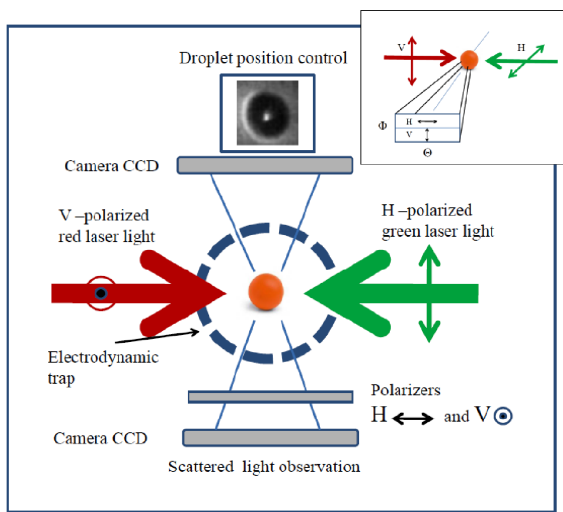 Droplet position control
Camera CCD
V –polarized
red laser light
H –polarized
green laser light
Electrodynamic
trap
Polarizers
H and V
Camera CCD
Scattered light observation
V
H
Φ
H
V
Θ